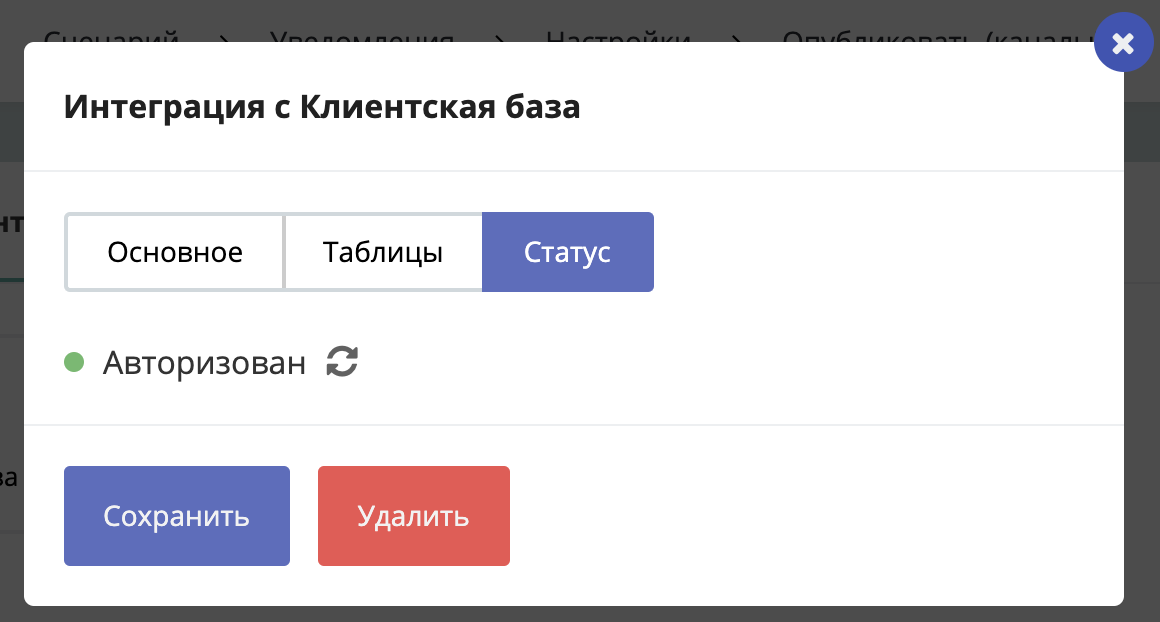 Сценарий Уведомления Настройки Опубликовать (каналы
Интеграция с Клиентская база
Основное Таблицы Статус
Авторизован
Сохранить Удалить